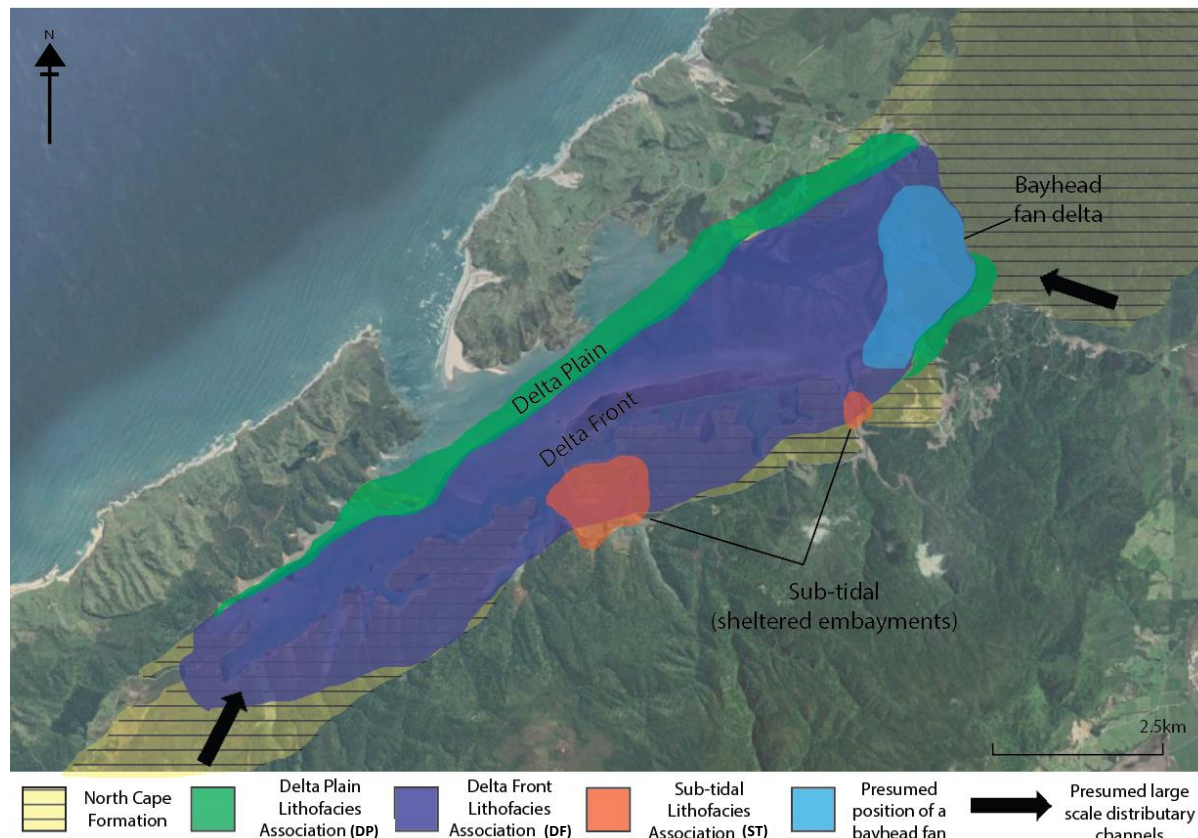 N
Bayhead
fan delta
Delta Plain
Delta Front
Sub-tidal
(sheltered embayments)
2.5km
North Cape
Formation
Delta Plain
Lithofacies
Association (DP)
Delta Front
Lithofacies
Association (DF)
Sub-tidal
Lithofacies
Association (ST)
Presumed
position of a
bayhead fan
Presumed large
scale distributary
channels